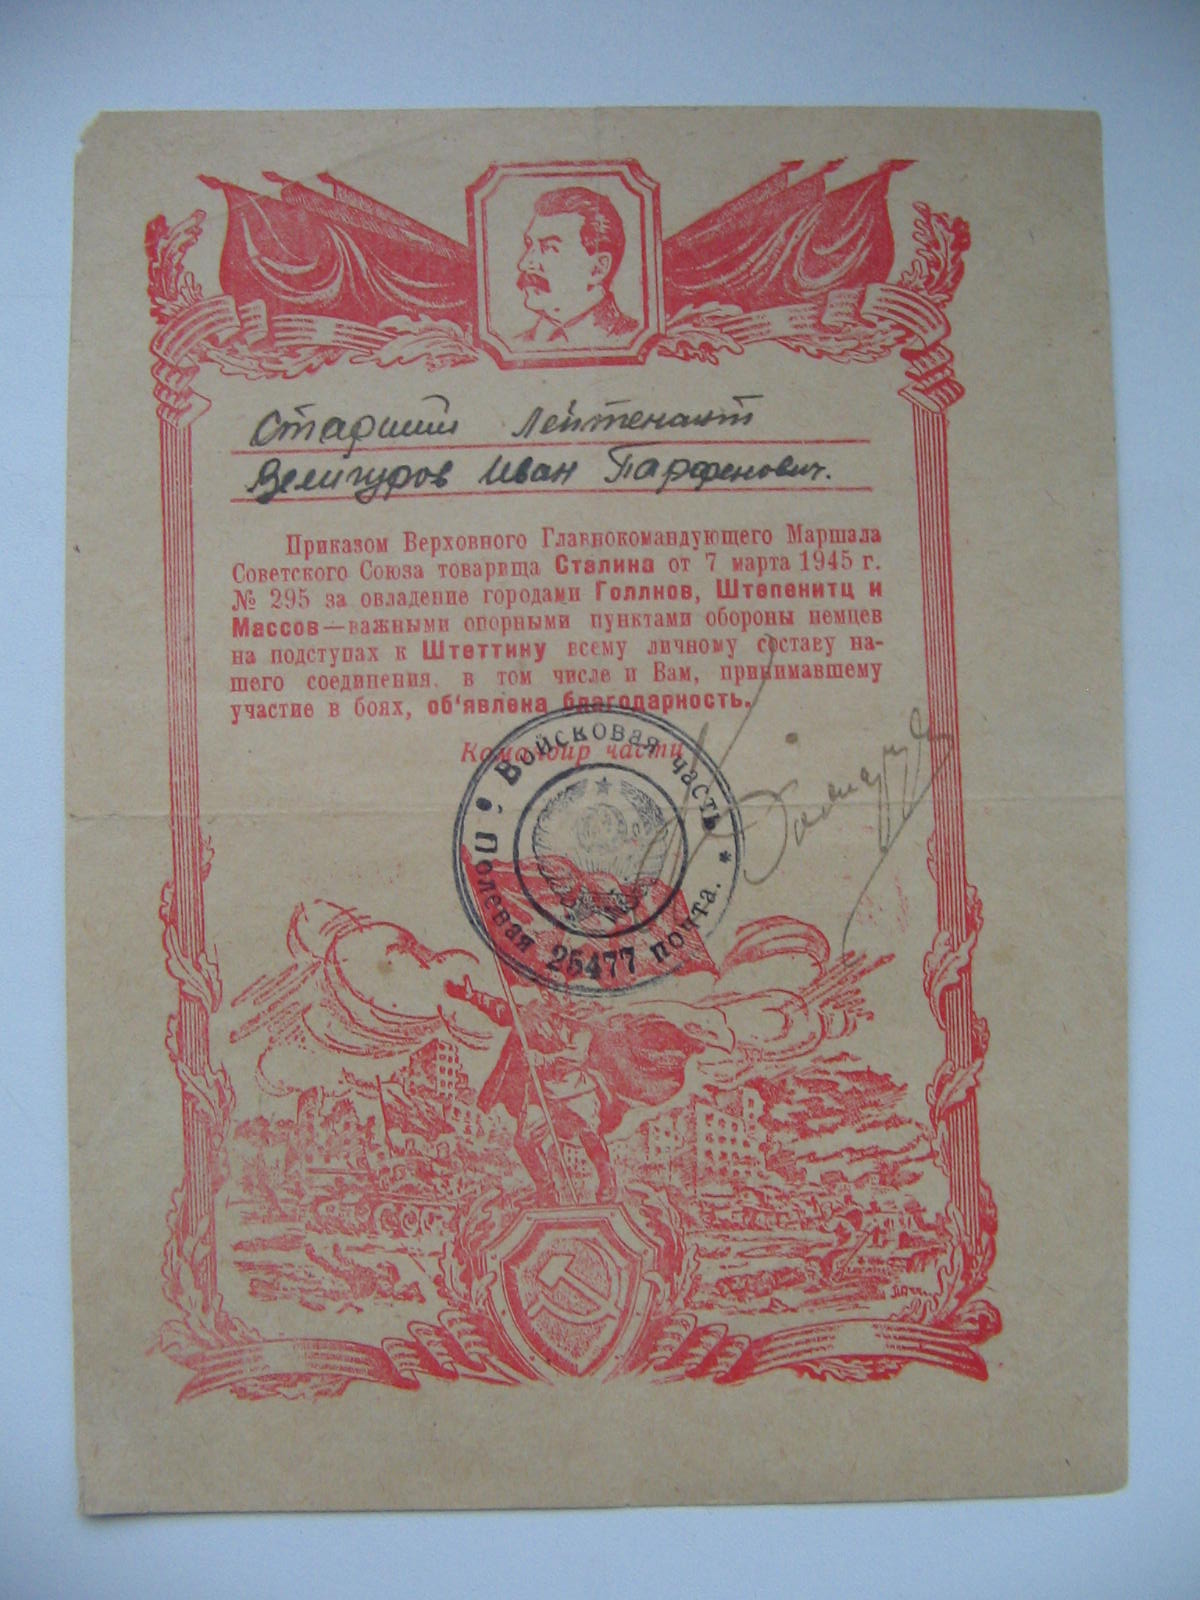 Старший Лейтенант
Велигуров Иван Парфенович.
Приказом Верховного Главнокомандующего Маршала
Советского Союза товарища Сталина от 7 марта 1945 г.
№ 295 за овладение городами Голлнов, Штепенитц и
Массов—важными опорными пунктами обороны немцев
на подступах к Штеттину всему личному составу на-
шего соединения, в том числе и Вам, принимавшему
участие в боях, об'явлена благодарность.
Командир части
Войсковая часть *
Полевая 25477 почта.